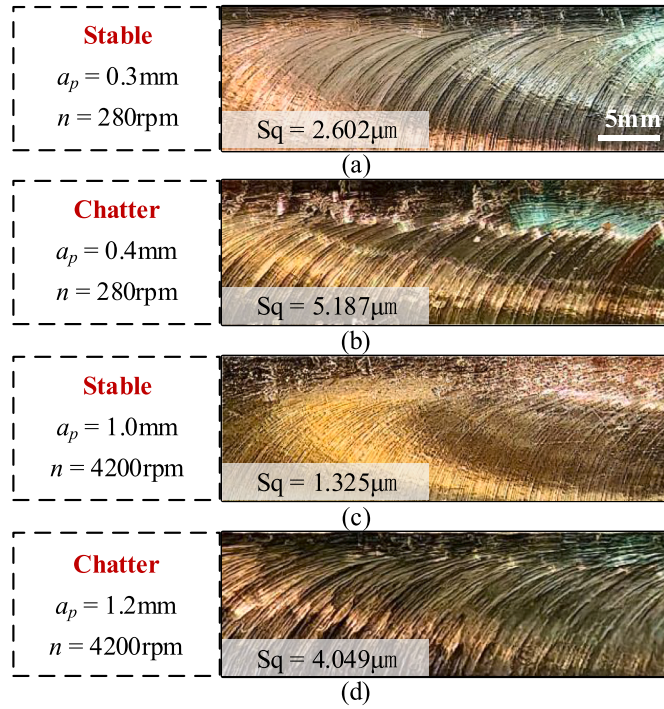 Stable
a_p = 0.3mm
n = 280rpm
Sq = 2.602μm
5mm
(a)
Chatter
a_p = 0.4mm
n = 280rpm
Sq = 5.187μm
(b)
Stable
a_p = 1.0mm
n = 4200rpm
Sq = 1.325μm
(c)
Chatter
a_p = 1.2mm
n = 4200rpm
Sq = 4.049μm
(d)